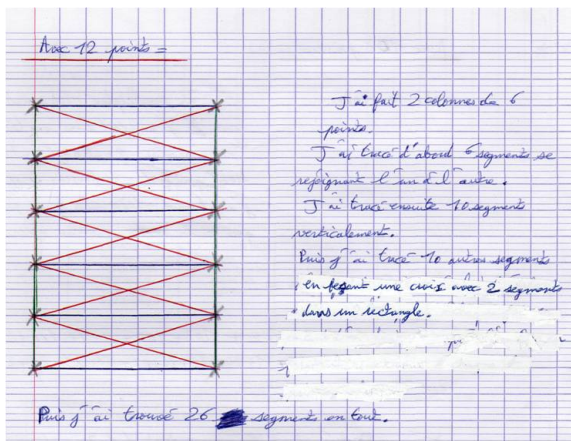 Avec 12 points =
J'ai fait 2 colonnes de 6
points.
J'ai tracé d'abord 6 segments se
rejoignant l'un à l'autre.
J'ai tracé ensuite 10 segments
verticalement.
Puis j'ai tracé 10 autres segments
en fesant une croix avec 2 segments
dans un rectangle.
Puis j'ai trouvé 26 segments en tout.